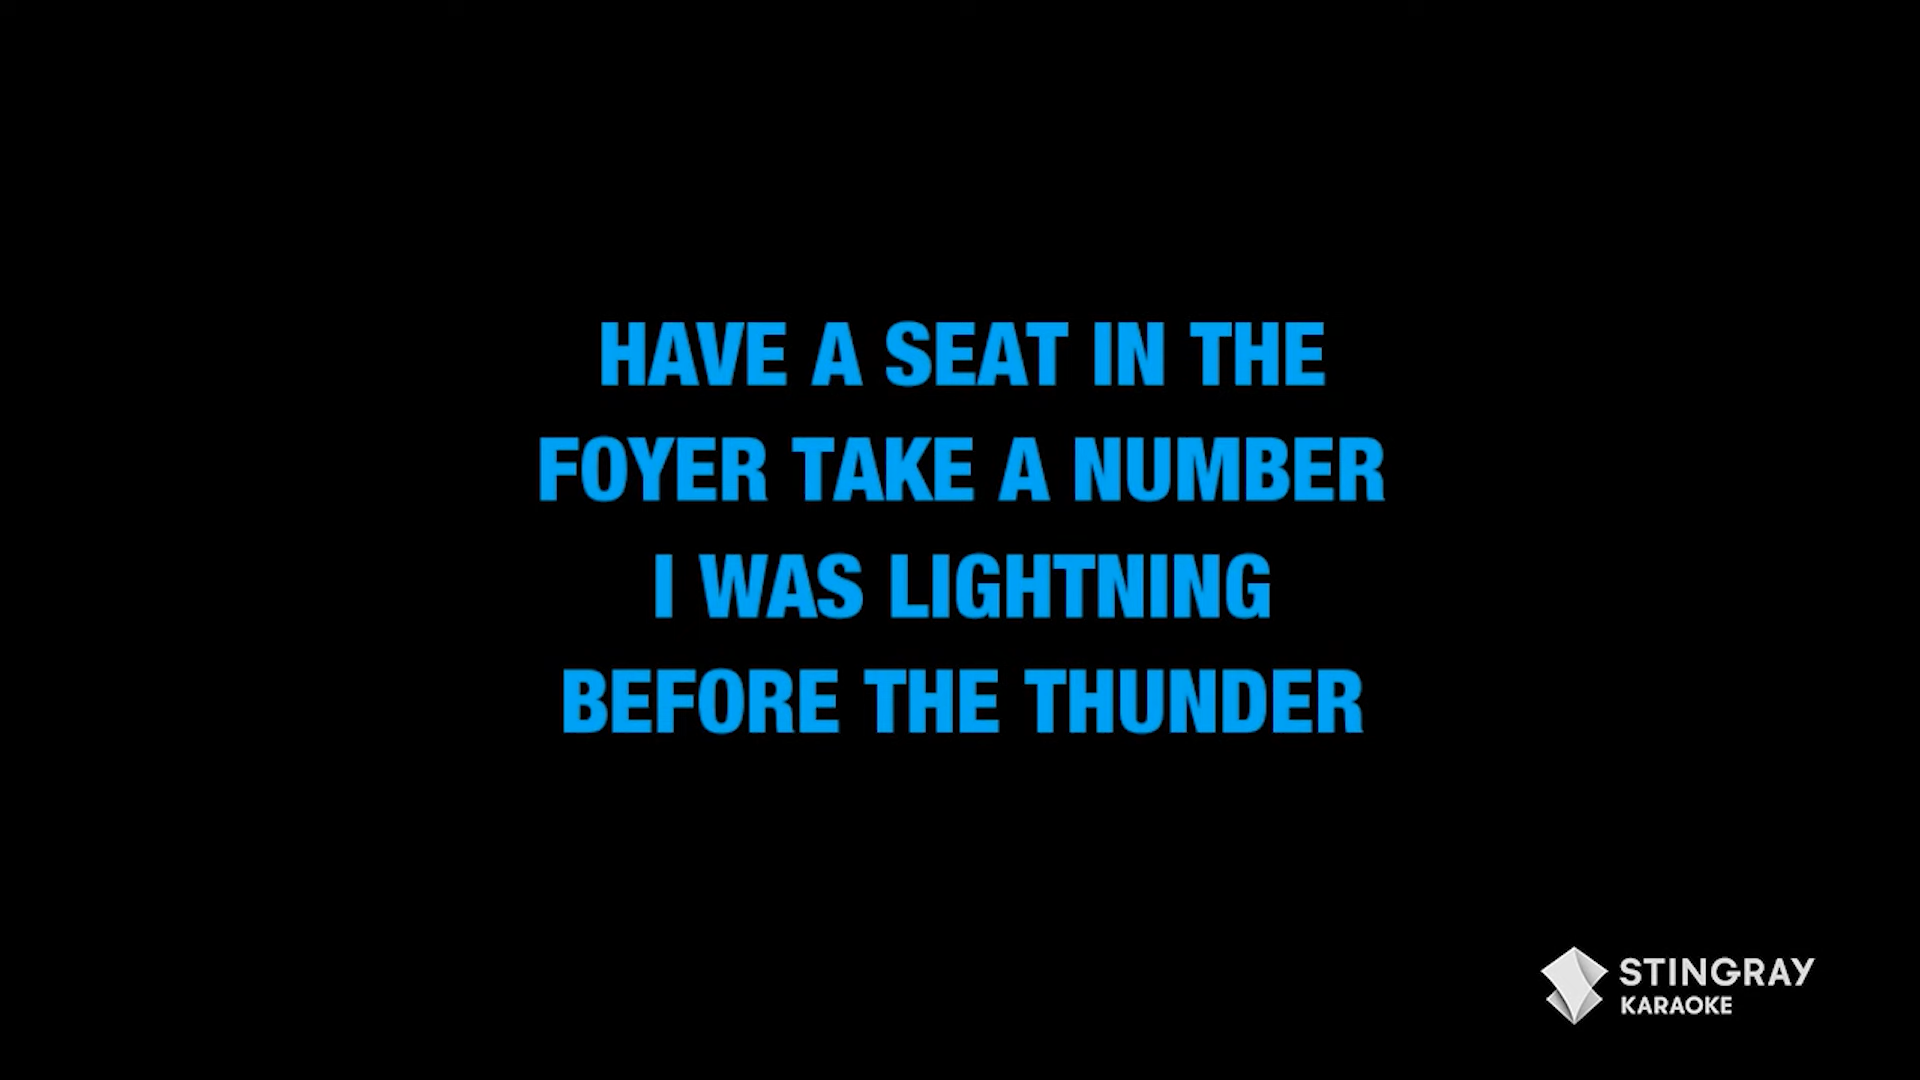 HAVE A SEAT IN THE
FOYER TAKE A NUMBER
I WAS LIGHTNING
BEFORE THE THUNDER
STINGRAY
KARAOKE